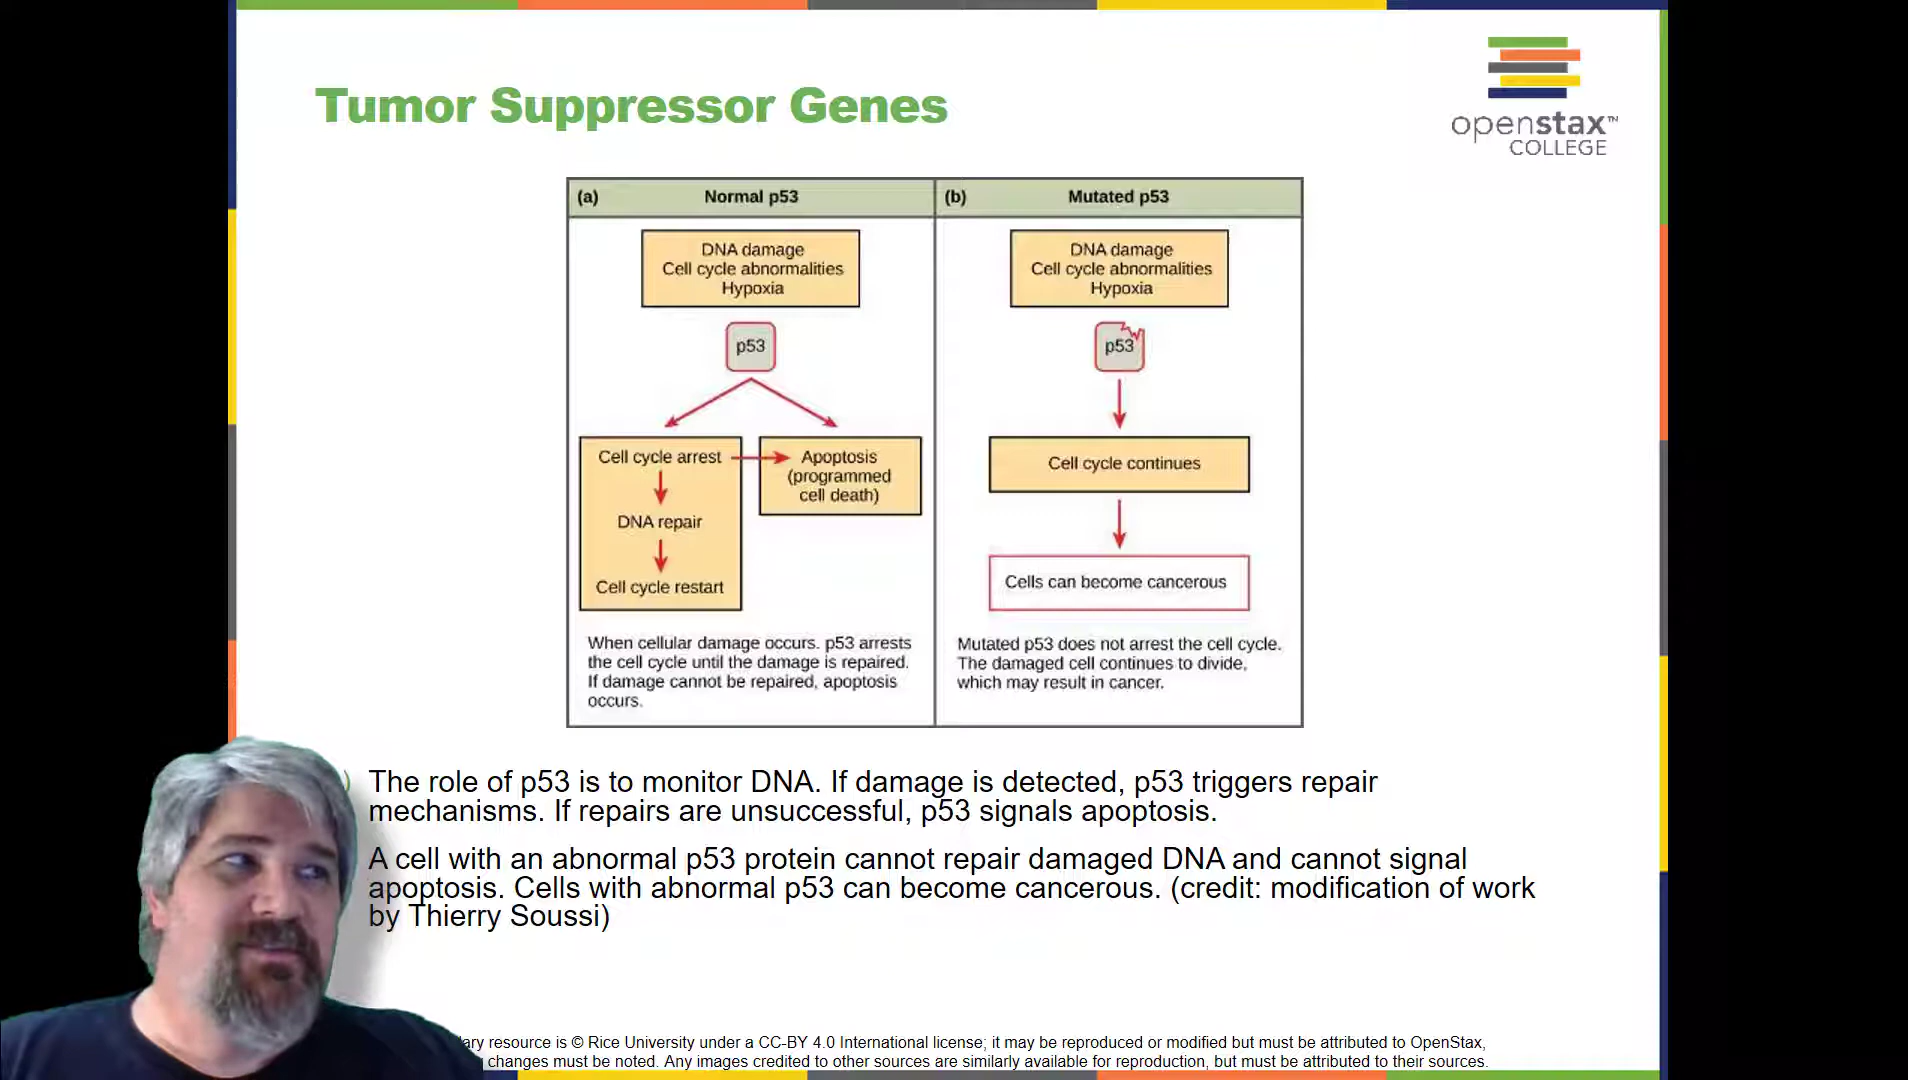 Tumor Suppressor Genes
openstax™
COLLEGE
(a) Normal p53
(b) Mutated p53
DNA damage
Cell cycle abnormalities
Hypoxia
p53
Cell cycle arrest
DNA repair
Cell cycle restart
Apoptosis
(programmed
cell death)
When cellular damage occurs. p53 arrests
the cell cycle until the damage is repaired.
If damage cannot be repaired, apoptosis
occurs.
DNA damage
Cell cycle abnormalities
Hypoxia
p53
Cell cycle continues
Cells can become cancerous
Mutated p53 does not arrest the cell cycle.
The damaged cell continues to divide,
which may result in cancer.
) The role of p53 is to monitor DNA. If damage is detected, p53 triggers repair
mechanisms. If repairs are unsuccessful, p53 signals apoptosis.
A cell with an abnormal p53 protein cannot repair damaged DNA and cannot signal
apoptosis. Cells with abnormal p53 can become cancerous. (credit: modification of work
by Thierry Soussi)
resource is © Rice University under a CC-BY 4.0 International license; it may be reproduced or modified but must be attributed to OpenStax,
changes must be noted. Any images credited to other sources are similarly available for reproduction, but must be attributed to their sources.